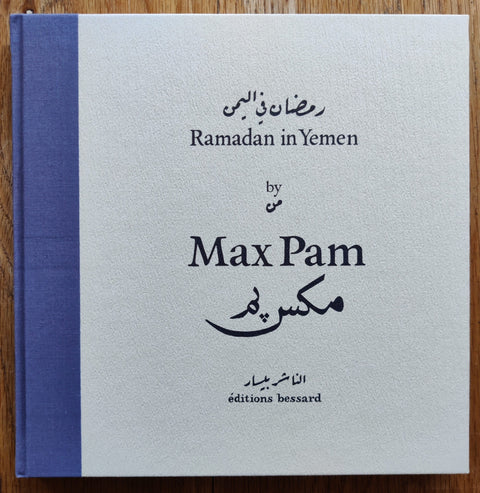 رمضان في اليمن
Ramadan in Yemen
by
من
Max Pam
مكس پم
الناشر بيسار
éditions bessard